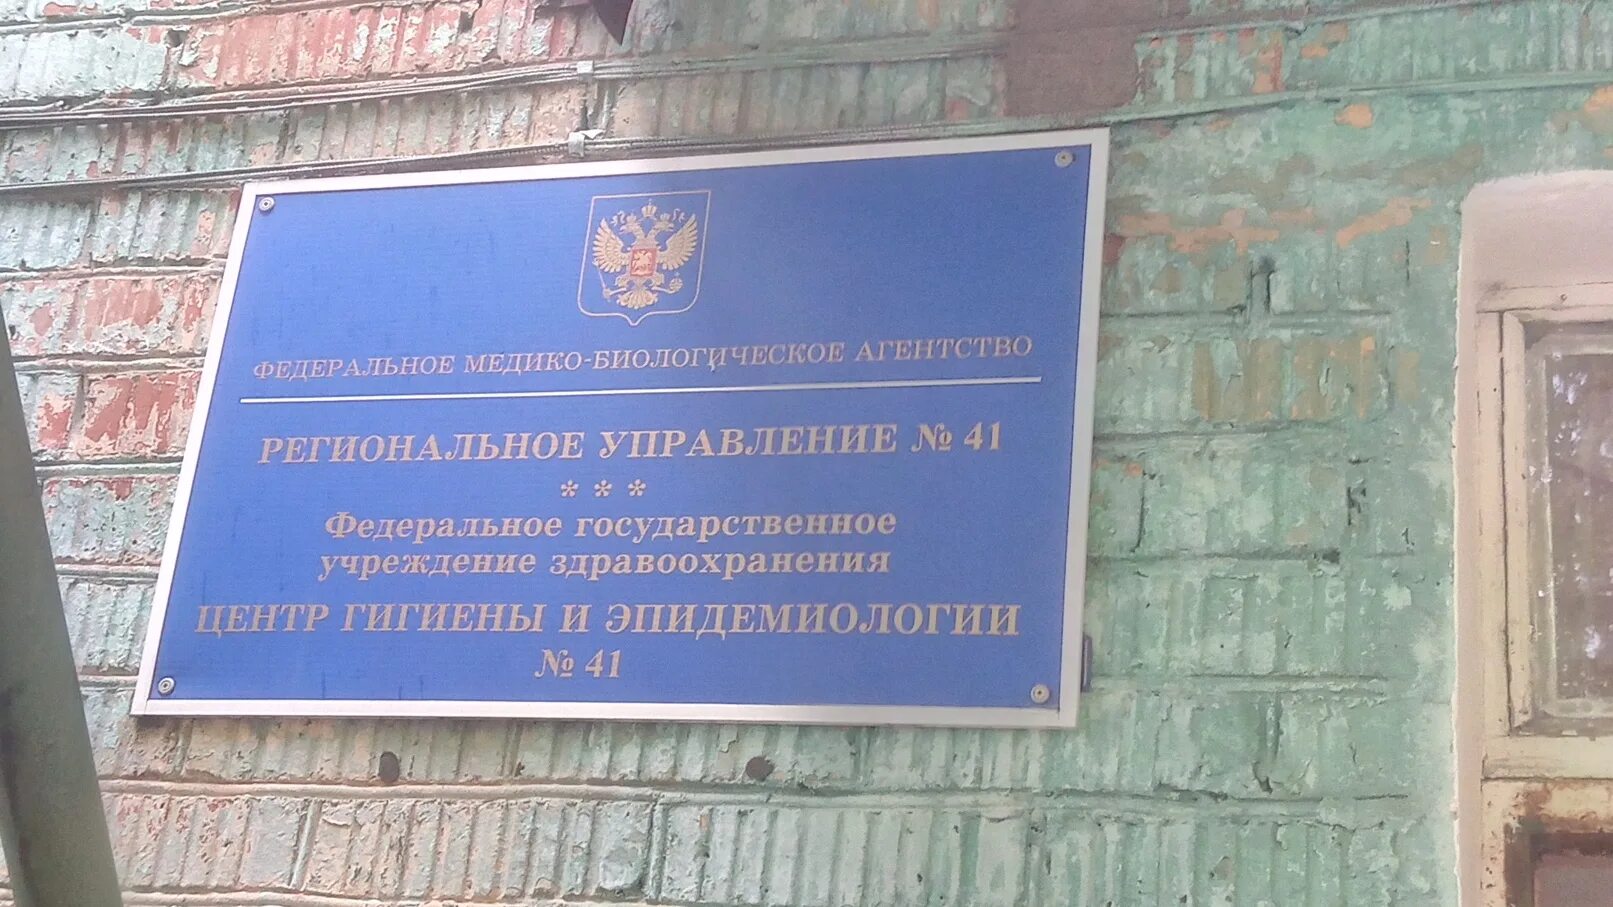 ФЕДЕРАЛЬНОЕ МЕДИКО-БИОЛОГИЧЕСКОЕ АГЕНТСТВО
РЕГИОНАЛЬНОЕ УПРАВЛЕНИЕ № 41
* * *
Федеральное государственное
учреждение здравоохранения
ЦЕНТР ГИГИЕНЫ И ЭПИДЕМИОЛОГИИ
№ 41